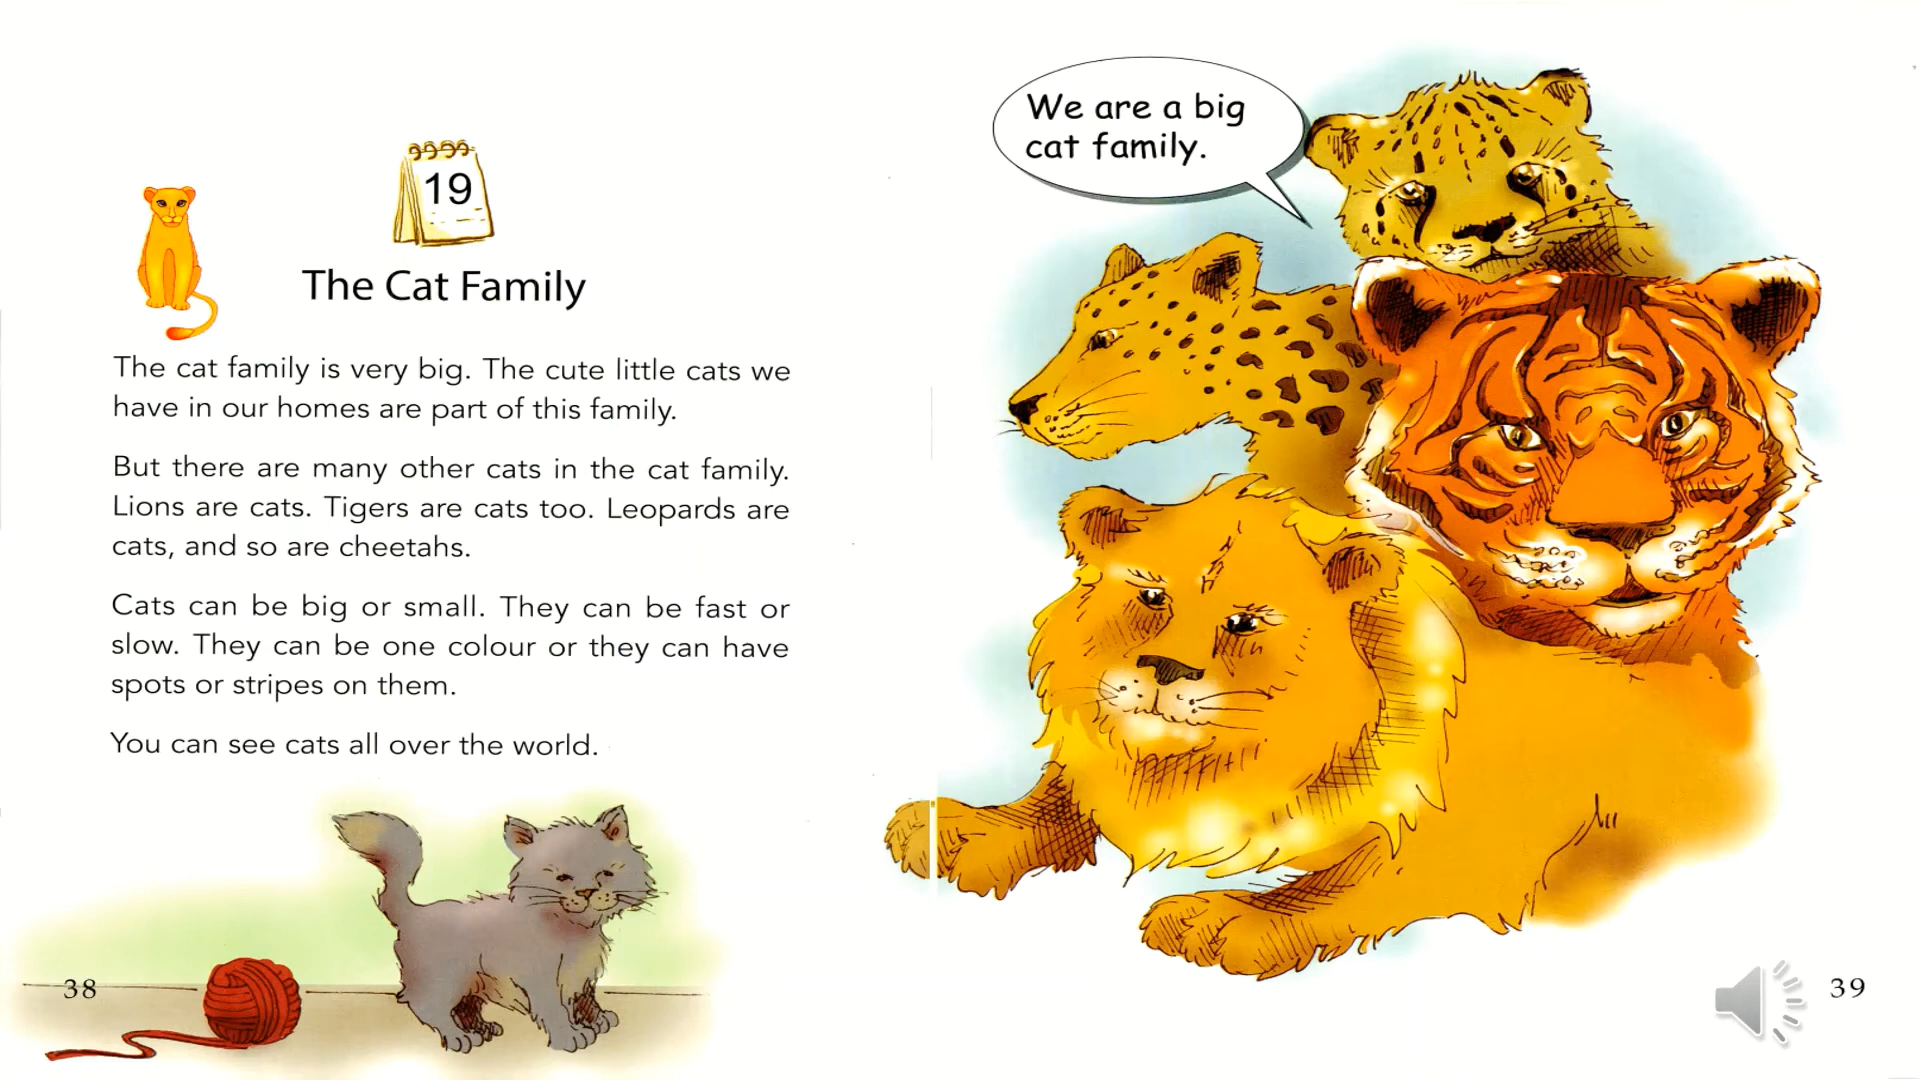 19
The Cat Family
The cat family is very big. The cute little cats we
have in our homes are part of this family.
But there are many other cats in the cat family.
Lions are cats. Tigers are cats too. Leopards are
cats, and so are cheetahs.
Cats can be big or small. They can be fast or
slow. They can be one colour or they can have
spots or stripes on them.
You can see cats all over the world.
38
We are a big
cat family.
39